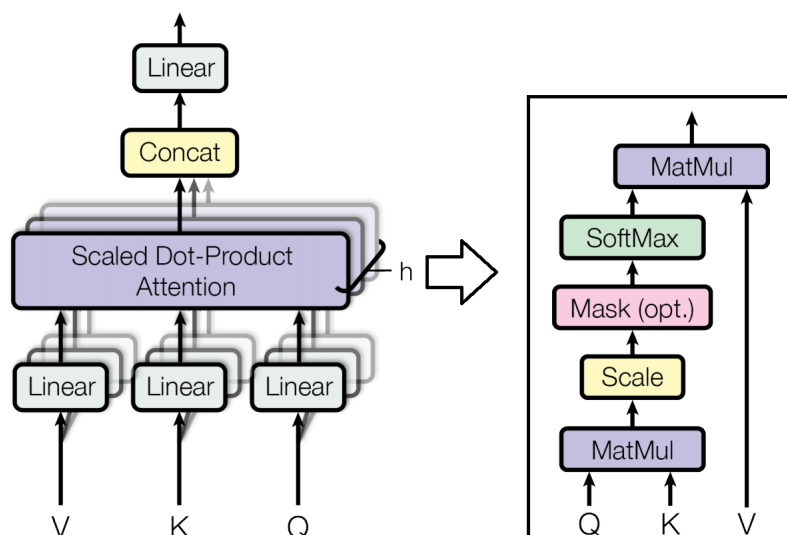 Linear
Concat
Scaled Dot-Product
Attention
h
Linear
Linear
Linear
V
K
Q
MatMul
SoftMax
Mask (opt.)
Scale
MatMul
Q
K
V